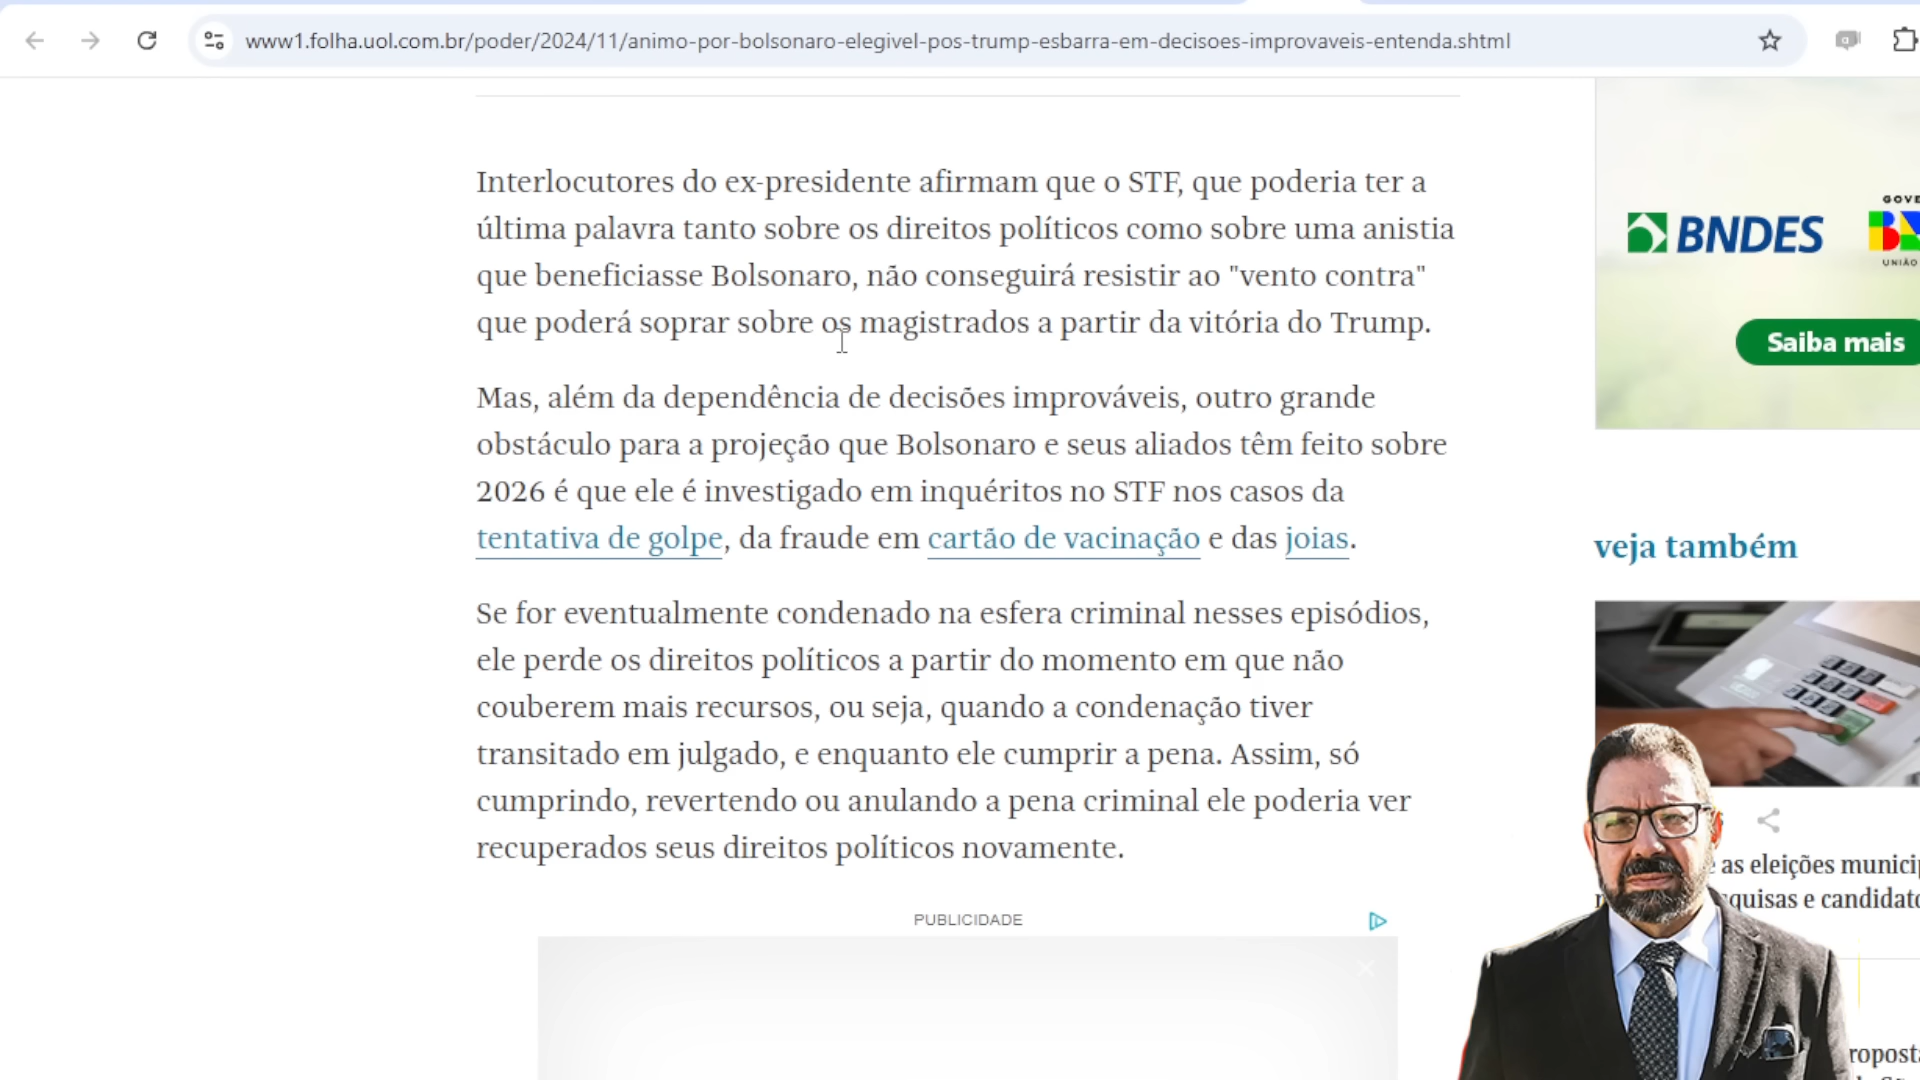 www1.folha.uol.com.br/poder/2024/11/animo-por-bolsonaro-elegivel-pos-trump-esbarra-em-decisoes-improvaveis-entenda.shtml
Interlocutores do ex-presidente afirmam que o STF, que poderia ter a
última palavra tanto sobre os direitos políticos como sobre uma anistia
que beneficiasse Bolsonaro, não conseguirá resistir ao "vento contra"
que poderá soprar sobre os magistrados a partir da vitória do Trump.
Mas, além da dependência de decisões improváveis, outro grande
obstáculo para a projeção que Bolsonaro e seus aliados têm feito sobre
2026 é que ele é investigado em inquéritos no STF nos casos da
tentativa de golpe, da fraude em cartão de vacinação e das joias.
Se for eventualmente condenado na esfera criminal nesses episódios,
ele perde os direitos políticos a partir do momento em que não
couberem mais recursos, ou seja, quando a condenação tiver
transitado em julgado, e enquanto ele cumprir a pena. Assim, só
cumprindo, revertendo ou anulando a pena criminal ele poderia ver
recuperados seus direitos políticos novamente.
PUBLICIDADE
BNDES
GOVE
UNIÃO
Saiba mais
veja também
as eleições munici
quisas e candidato
ropost